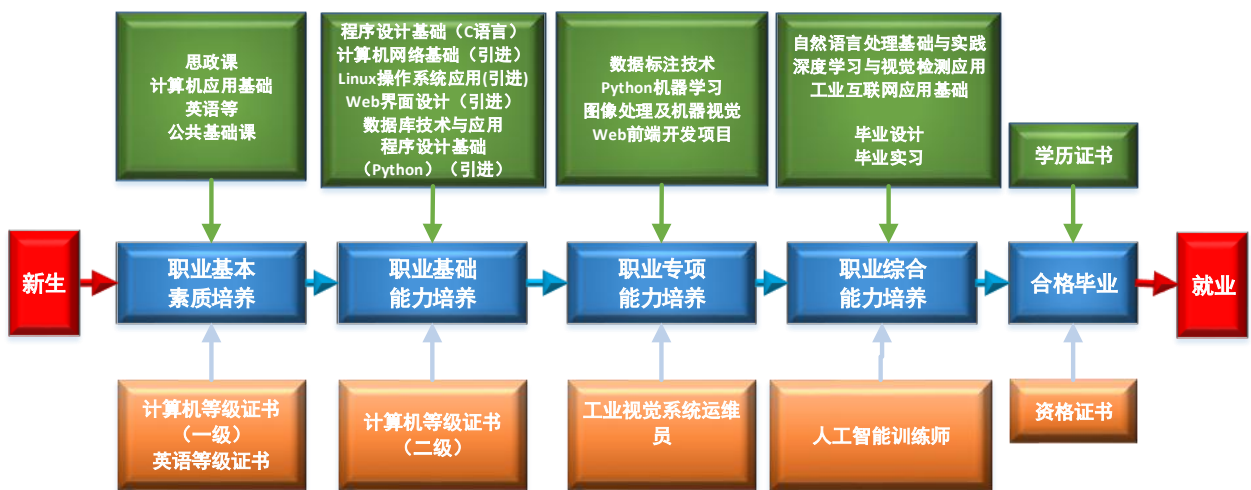 思政课
计算机应用基础
英语等
公共基础课
程序设计基础（C语言）
计算机网络基础（引进）
Linux操作系统应用(引进)
Web界面设计（引进）
数据库技术与应用
程序设计基础
（Python）（引进）
数据标注技术
Python机器学习
图像处理及机器视觉
Web前端开发项目
自然语言处理基础与实践
深度学习与视觉检测应用
工业互联网应用基础
毕业设计
毕业实习
学历证书
新生
职业基本
素质培养
职业基础
能力培养
职业专项
能力培养
职业综合
能力培养
合格毕业
就业
计算机等级证书
（一级）
英语等级证书
计算机等级证书
（二级）
工业视觉系统运维
员
人工智能训练师
资格证书